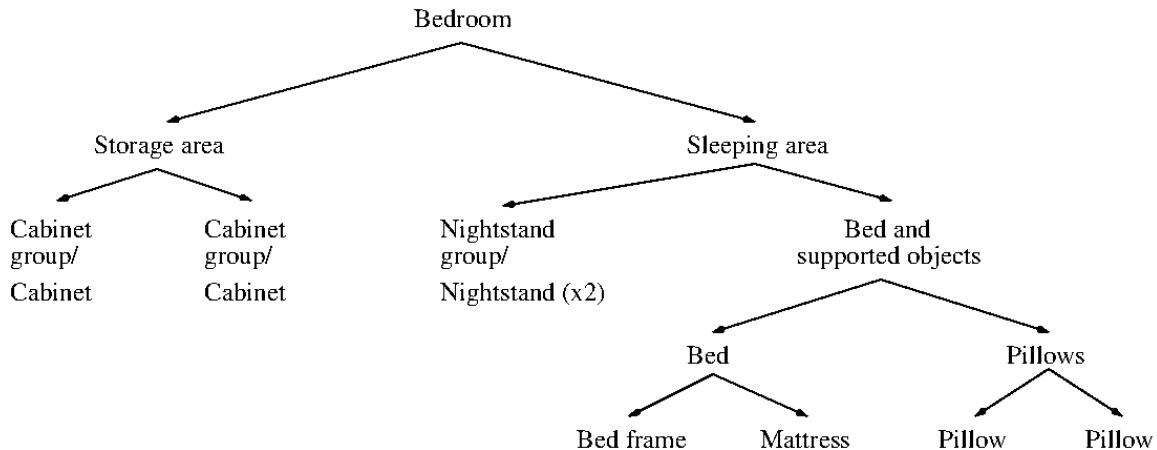 Bedroom
Storage area
Sleeping area
Cabinet
group/
Cabinet
Cabinet
group/
Cabinet
Nightstand
group/
Nightstand (x2)
Bed and
supported objects
Bed
Pillows
Bed frame
Mattress
Pillow
Pillow